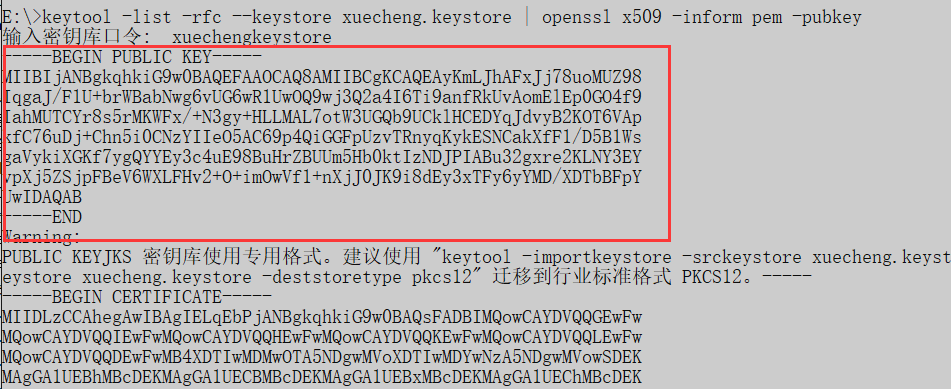 E:\>keytool -list -rfc --keystore xuecheng.keystore | openssl x509 -inform pem -pubkey
输入密钥库口令:  xuechengkeystore
-----BEGIN PUBLIC KEY-----
MIIBIjANBgkqhkiG9w0BAQEFAAOCAQ8AMIIBCgKCAQEAyKmLJhAFxJj78uoMUZ98
IqgaJ/F1U+brWBabNwg6vUG6wR1UwOQ9wj3Q2a4I6Ti9anfRkUvAomElEp0GO4f9
IahMUTCYr8s5rMKWFx/+N3gy+HLLMAL7otW3UGQb9UCklHCEDYqJdvyB2KOT6VAp
kfC76uDj+Chn5i0CNzYIIeO5AC69p4QiGGFpUzvTRnyqKykESNCakXfF1/D5BlWs
gaVykiXGKf7ygQYYEy3c4uE98BuHrZBUUm5Hb0ktIzNDJPIABu32gxre2KLNY3EY
vpXj5ZSjpFBeV6WXLFHv2+O+imOwVf1+nXjJ0JK9i8dEy3xTFy6yYMD/XDTbBFpY
UwIDAQAB
-----END
Warning:
PUBLIC KEYJKS 密钥库使用专用格式。建议使用 "keytool -importkeystore -srckeystore xuecheng.keyst
eystore xuecheng.keystore -deststoretype pkcs12" 迁移到行业标准格式 PKCS12。-----
-----BEGIN CERTIFICATE-----
MIIDLzCCAhegAwIBAgIELqEbPjANBgkqhkiG9w0BAQsFADBIMQowCAYDVQQGEwFw
MQowCAYDVQQIEwFwMQowCAYDVQQHEwFwMQowCAYDVQQKEwFwMQowCAYDVQQLEwFw
MQowCAYDVQQDEwFwMB4XDTIwMDMwOTA5NDgwMVoXDTIwMDYwNzA5NDgwMVowSDEK
MAgGA1UEBhMBcDEKMAgGA1UECBMBcDEKMAgGA1UEBxMBcDEKMAgGA1UEChMBcDEK